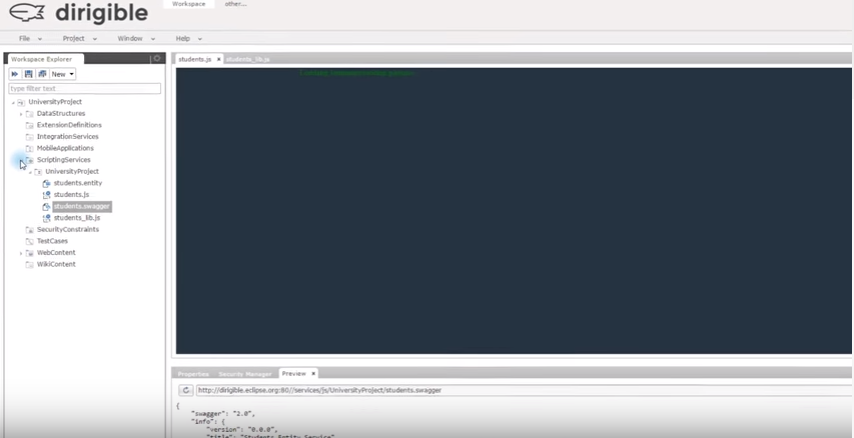 Workspace other...
dirigible
File Project Window Help
Workspace Explorer
students.js students_lib.js
New
type filter text
UniversityProject
DataStructures
ExtensionDefinitions
IntegrationServices
MobileApplications
ScriptingServices
UniversityProject
students.entity
students.js
students.swagger
students_lib.js
SecurityConstraints
TestCases
WebContent
WikiContent
Properties Security Manager Preview
http://dirigible.eclipse.org:80//services/js/UniversityProject/students.swagger
{
"swagger": "2.0",
"info": {
"version": "0.0.0",
"title": "Students Entity Service"